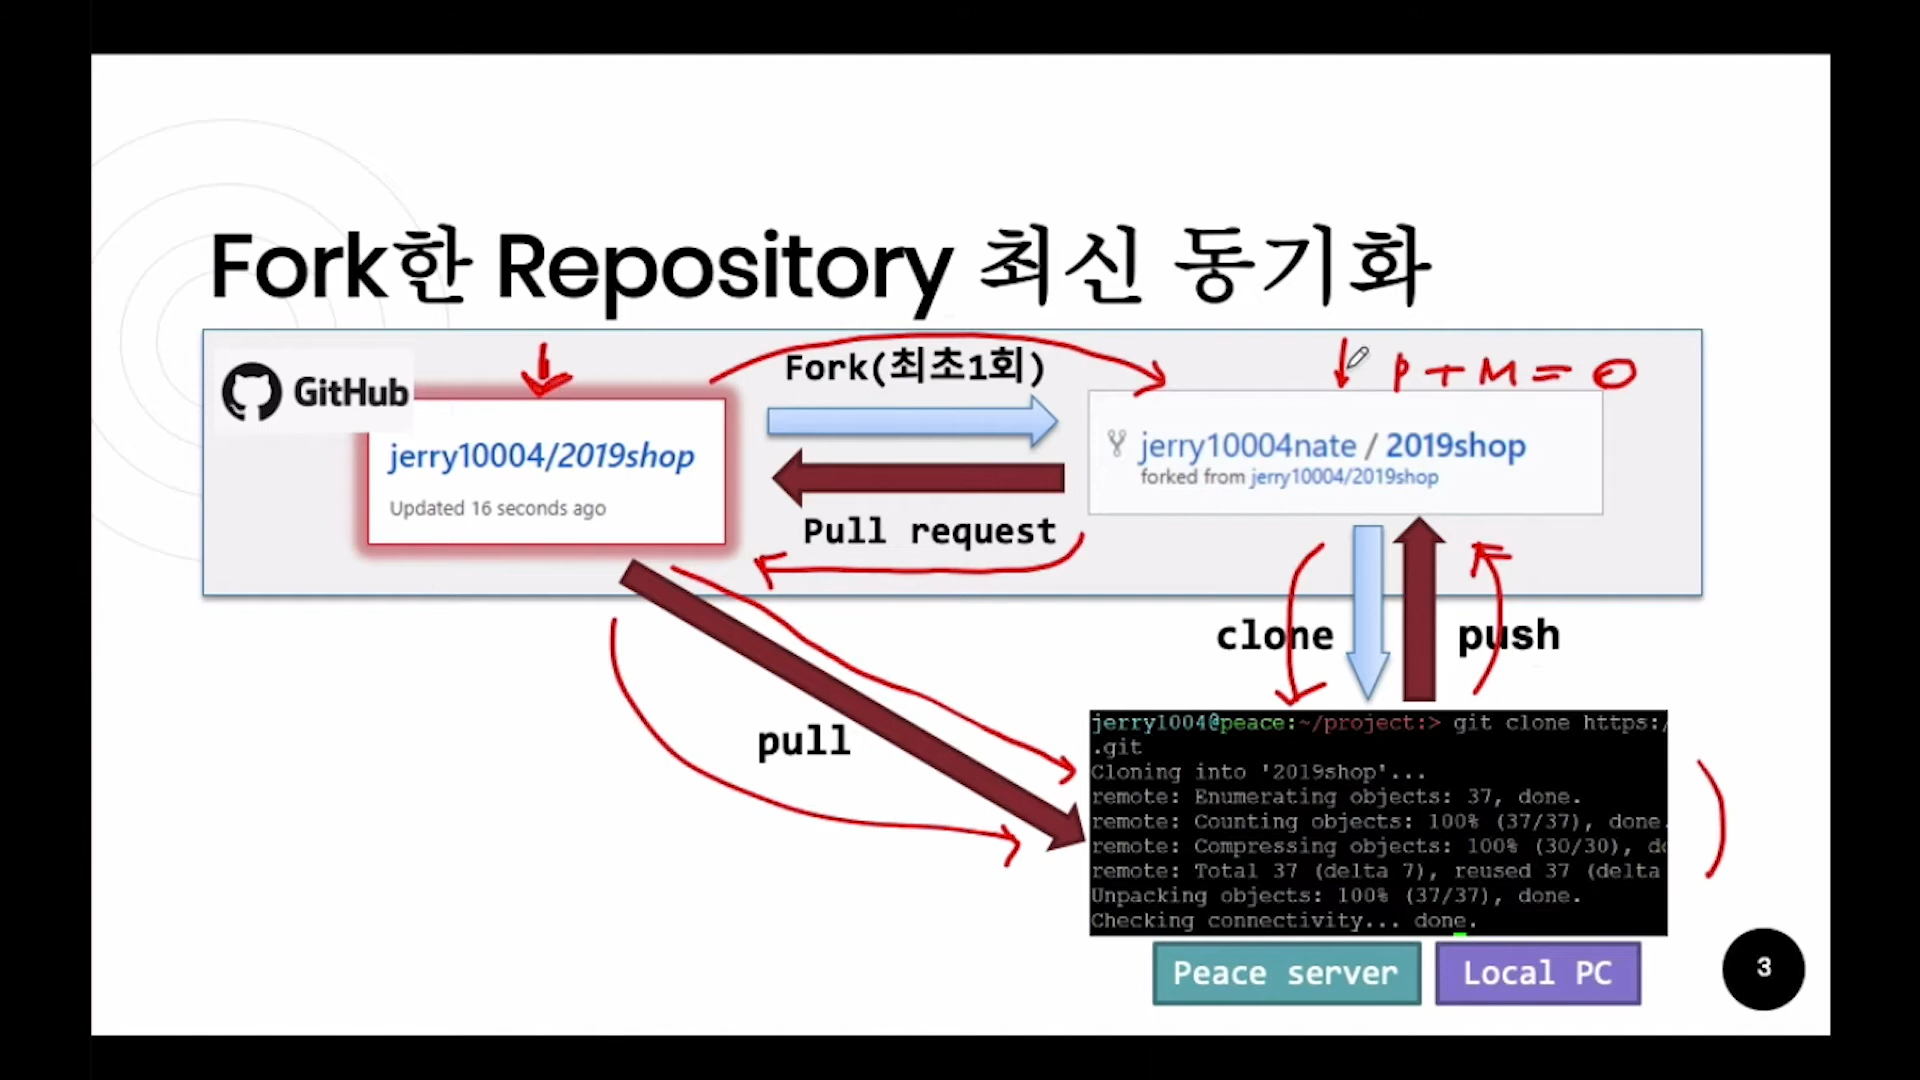 Fork한 Repository 최신 동기화
GitHub
Fork(최초1회)
P + M = 0
jerry10004/2019shop
Updated 16 seconds ago
jerry10004nate / 2019shop
forked from jerry10004/2019shop
Pull request
clone
push
pull
jerry1004@peace:~/project:> git clone https:/
.git
Cloning into '2019shop'...
remote: Enumerating objects: 37, done.
remote: Counting objects: 100% (37/37), done.
remote: Compressing objects: 100% (30/30), do
remote: Total 37 (delta 7), reused 37 (delta
Unpacking objects: 100% (37/37), done.
Checking connectivity... done.
Peace server
Local PC
3